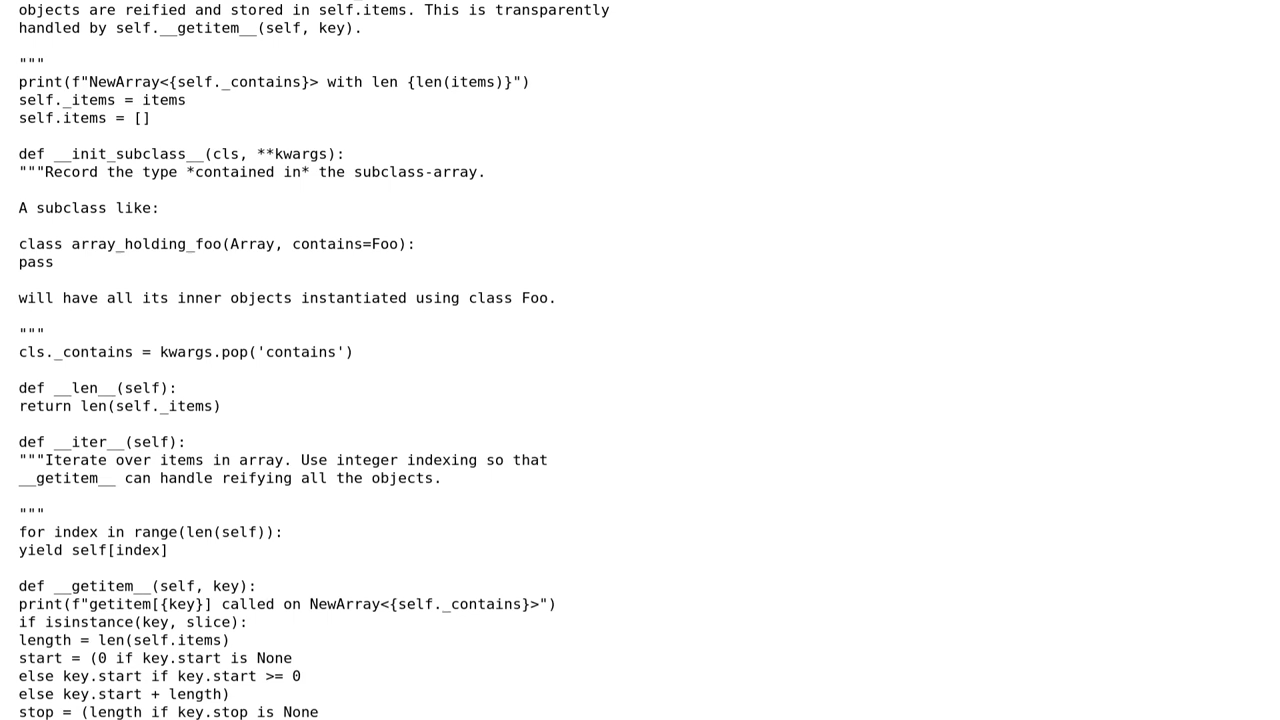 objects are reified and stored in self.items. This is transparently
handled by self.__getitem__(self, key).
"""
print(f"NewArray<{self._contains}> with len {len(items)}")
self._items = items
self.items = []
def __init_subclass__(cls, **kwargs):
"""Record the type *contained in* the subclass-array.
A subclass like:
class array_holding_foo(Array, contains=Foo):
pass
will have all its inner objects instantiated using class Foo.
"""
cls._contains = kwargs.pop('contains')
def __len__(self):
return len(self._items)
def __iter__(self):
"""Iterate over items in array. Use integer indexing so that
__getitem__ can handle reifying all the objects.
"""
for index in range(len(self)):
yield self[index]
def __getitem__(self, key):
print(f"getitem[{key}] called on NewArray<{self._contains}>")
if isinstance(key, slice):
length = len(self.items)
start = (0 if key.start is None
else key.start if key.start >= 0
else key.start + length)
stop = (length if key.stop is None